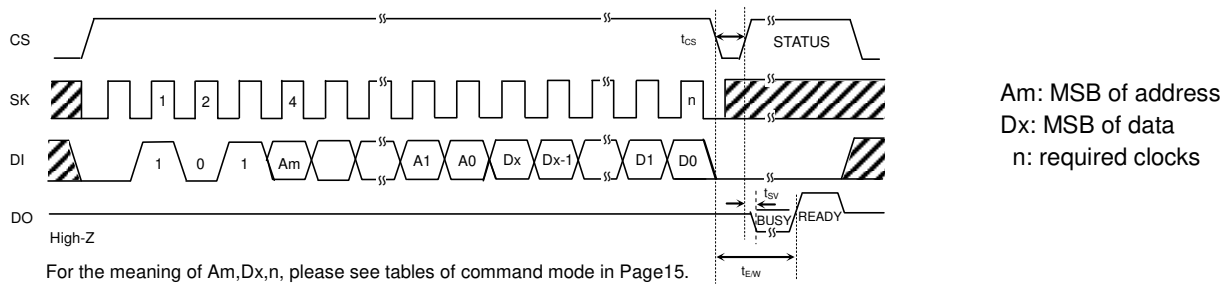 CS
tCS
STATUS
SK
1 2 4 n
DI
1 0 1 Am A1 A0 Dx Dx-1 D1 D0
tSV
DO
BUSY READY
High-Z
tE/W
For the meaning of Am,Dx,n, please see tables of command mode in Page15.
Am: MSB of address
Dx: MSB of data
n: required clocks